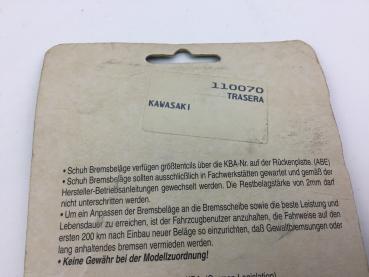 110070
TRASERA
KAWASAKI
• Schuh Bremsbeläge verfügen größtenteils über die KBA-Nr. auf der Rückenplatte. (ABE)
• Schuh Bremsbeläge sollten ausschließlich in Fachwerkstätten gewartet und gemäß der
Hersteller-Betriebsanleitungen gewechselt werden. Die Restbelagstärke von 2mm darf
nicht unterschritten werden.
• Um ein Anpassen der Bremsbeläge an die Bremsscheibe sowie die beste Leistung und
Lebensdauer zu erreichen, ist der Fahrzeugbenutzer anzuhalten, die Fahrweise auf den
ersten 200 km nach Einbau neuer Beläge so einzurichten, daß Gewaltbremsungen oder
lang anhaltendes bremsen vermieden werden.
• Keine Gewähr bei der Modellzuordnung!